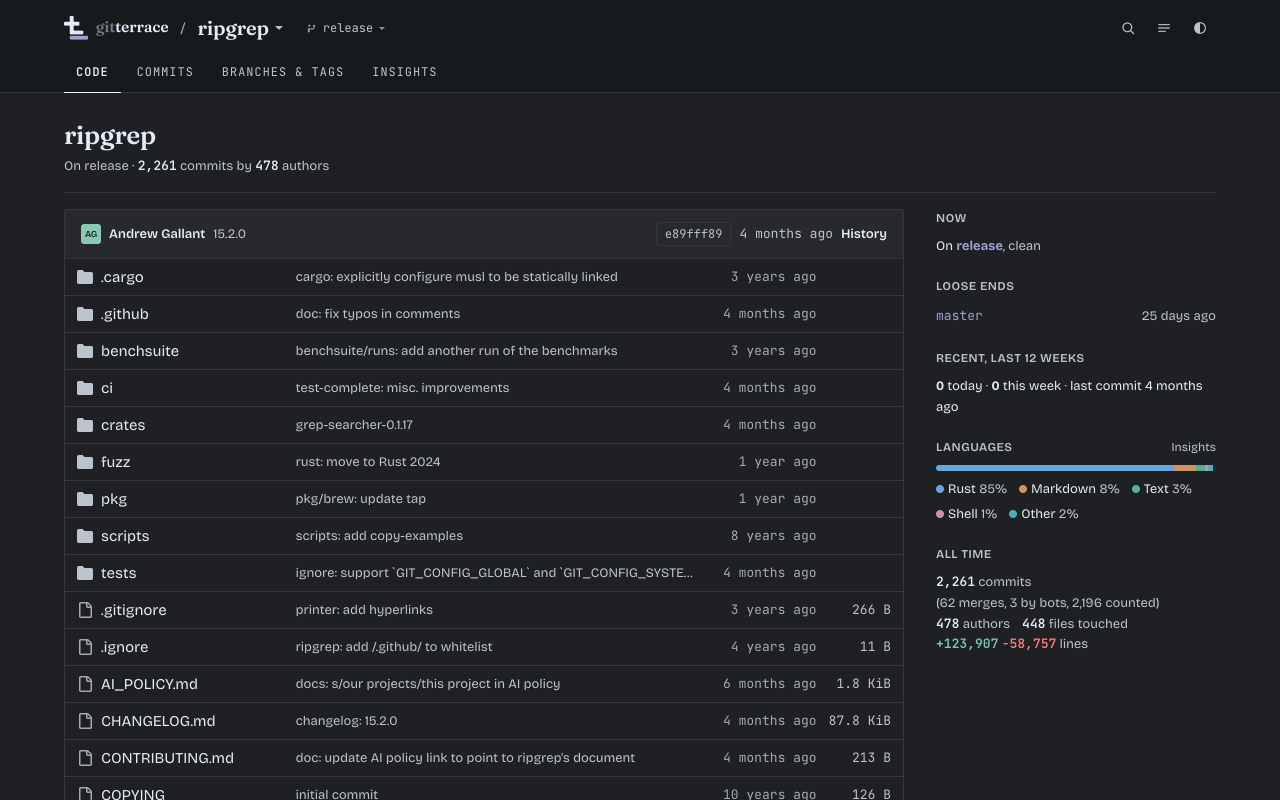 gitterrace / ripgrep release
CODE COMMITS BRANCHES & TAGS INSIGHTS
ripgrep
On release · 2,261 commits by 478 authors
AG Andrew Gallant 15.2.0 e89fff89 4 months ago History
.cargo cargo: explicitly configure musl to be statically linked 3 years ago
.github doc: fix typos in comments 4 months ago
benchsuite benchsuite/runs: add another run of the benchmarks 3 years ago
ci test-complete: misc. improvements 4 months ago
crates grep-searcher-0.1.17 4 months ago
fuzz rust: move to Rust 2024 1 year ago
pkg pkg/brew: update tap 1 year ago
scripts scripts: add copy-examples 8 years ago
tests ignore: support `GIT_CONFIG_GLOBAL` and `GIT_CONFIG_SYSTE... 4 months ago
.gitignore printer: add hyperlinks 3 years ago 266 B
.ignore ripgrep: add /.github/ to whitelist 4 years ago 11 B
AI_POLICY.md docs: s/our projects/this project in AI policy 6 months ago 1.8 KiB
CHANGELOG.md changelog: 15.2.0 4 months ago 87.8 KiB
CONTRIBUTING.md doc: update AI policy link to point to ripgrep's document 4 months ago 213 B
COPYING initial commit 10 years ago 126 B
NOW
On release, clean
LOOSE ENDS
master 25 days ago
RECENT, LAST 12 WEEKS
0 today · 0 this week · last commit 4 months
ago
LANGUAGES Insights
Rust 85% Markdown 8% Text 3%
Shell 1% Other 2%
ALL TIME
2,261 commits
(62 merges, 3 by bots, 2,196 counted)
478 authors 448 files touched
+123,907 -58,757 lines